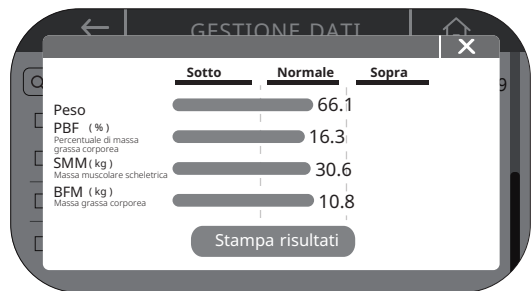 GESTIONE DATI
Sotto Normale Sopra
Peso 66.1
PBF (%) 16.3
Percentuale di massa
grassa corporea
SMM(kg) 30.6
Massa muscolare scheletrica
BFM (kg) 10.8
Massa grassa corporea
Stampa risultati
9